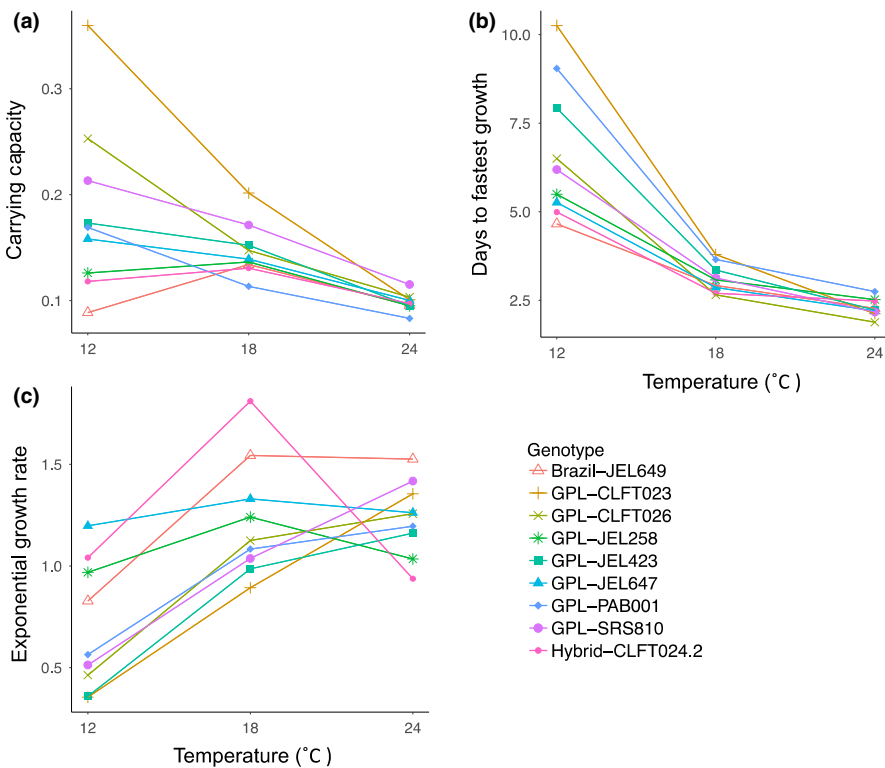 (a)
Carrying capacity
0.3
0.2
0.1
12
18
24
(b)
Days to fastest growth
10.0
7.5
5.0
2.5
12
18
24
Temperature (˚C)
(c)
Exponential growth rate
1.5
1.0
0.5
12
18
24
Temperature (˚C)
Genotype
Brazil–JEL649
GPL–CLFT023
GPL–CLFT026
GPL–JEL258
GPL–JEL423
GPL–JEL647
GPL–PAB001
GPL–SRS810
Hybrid–CLFT024.2